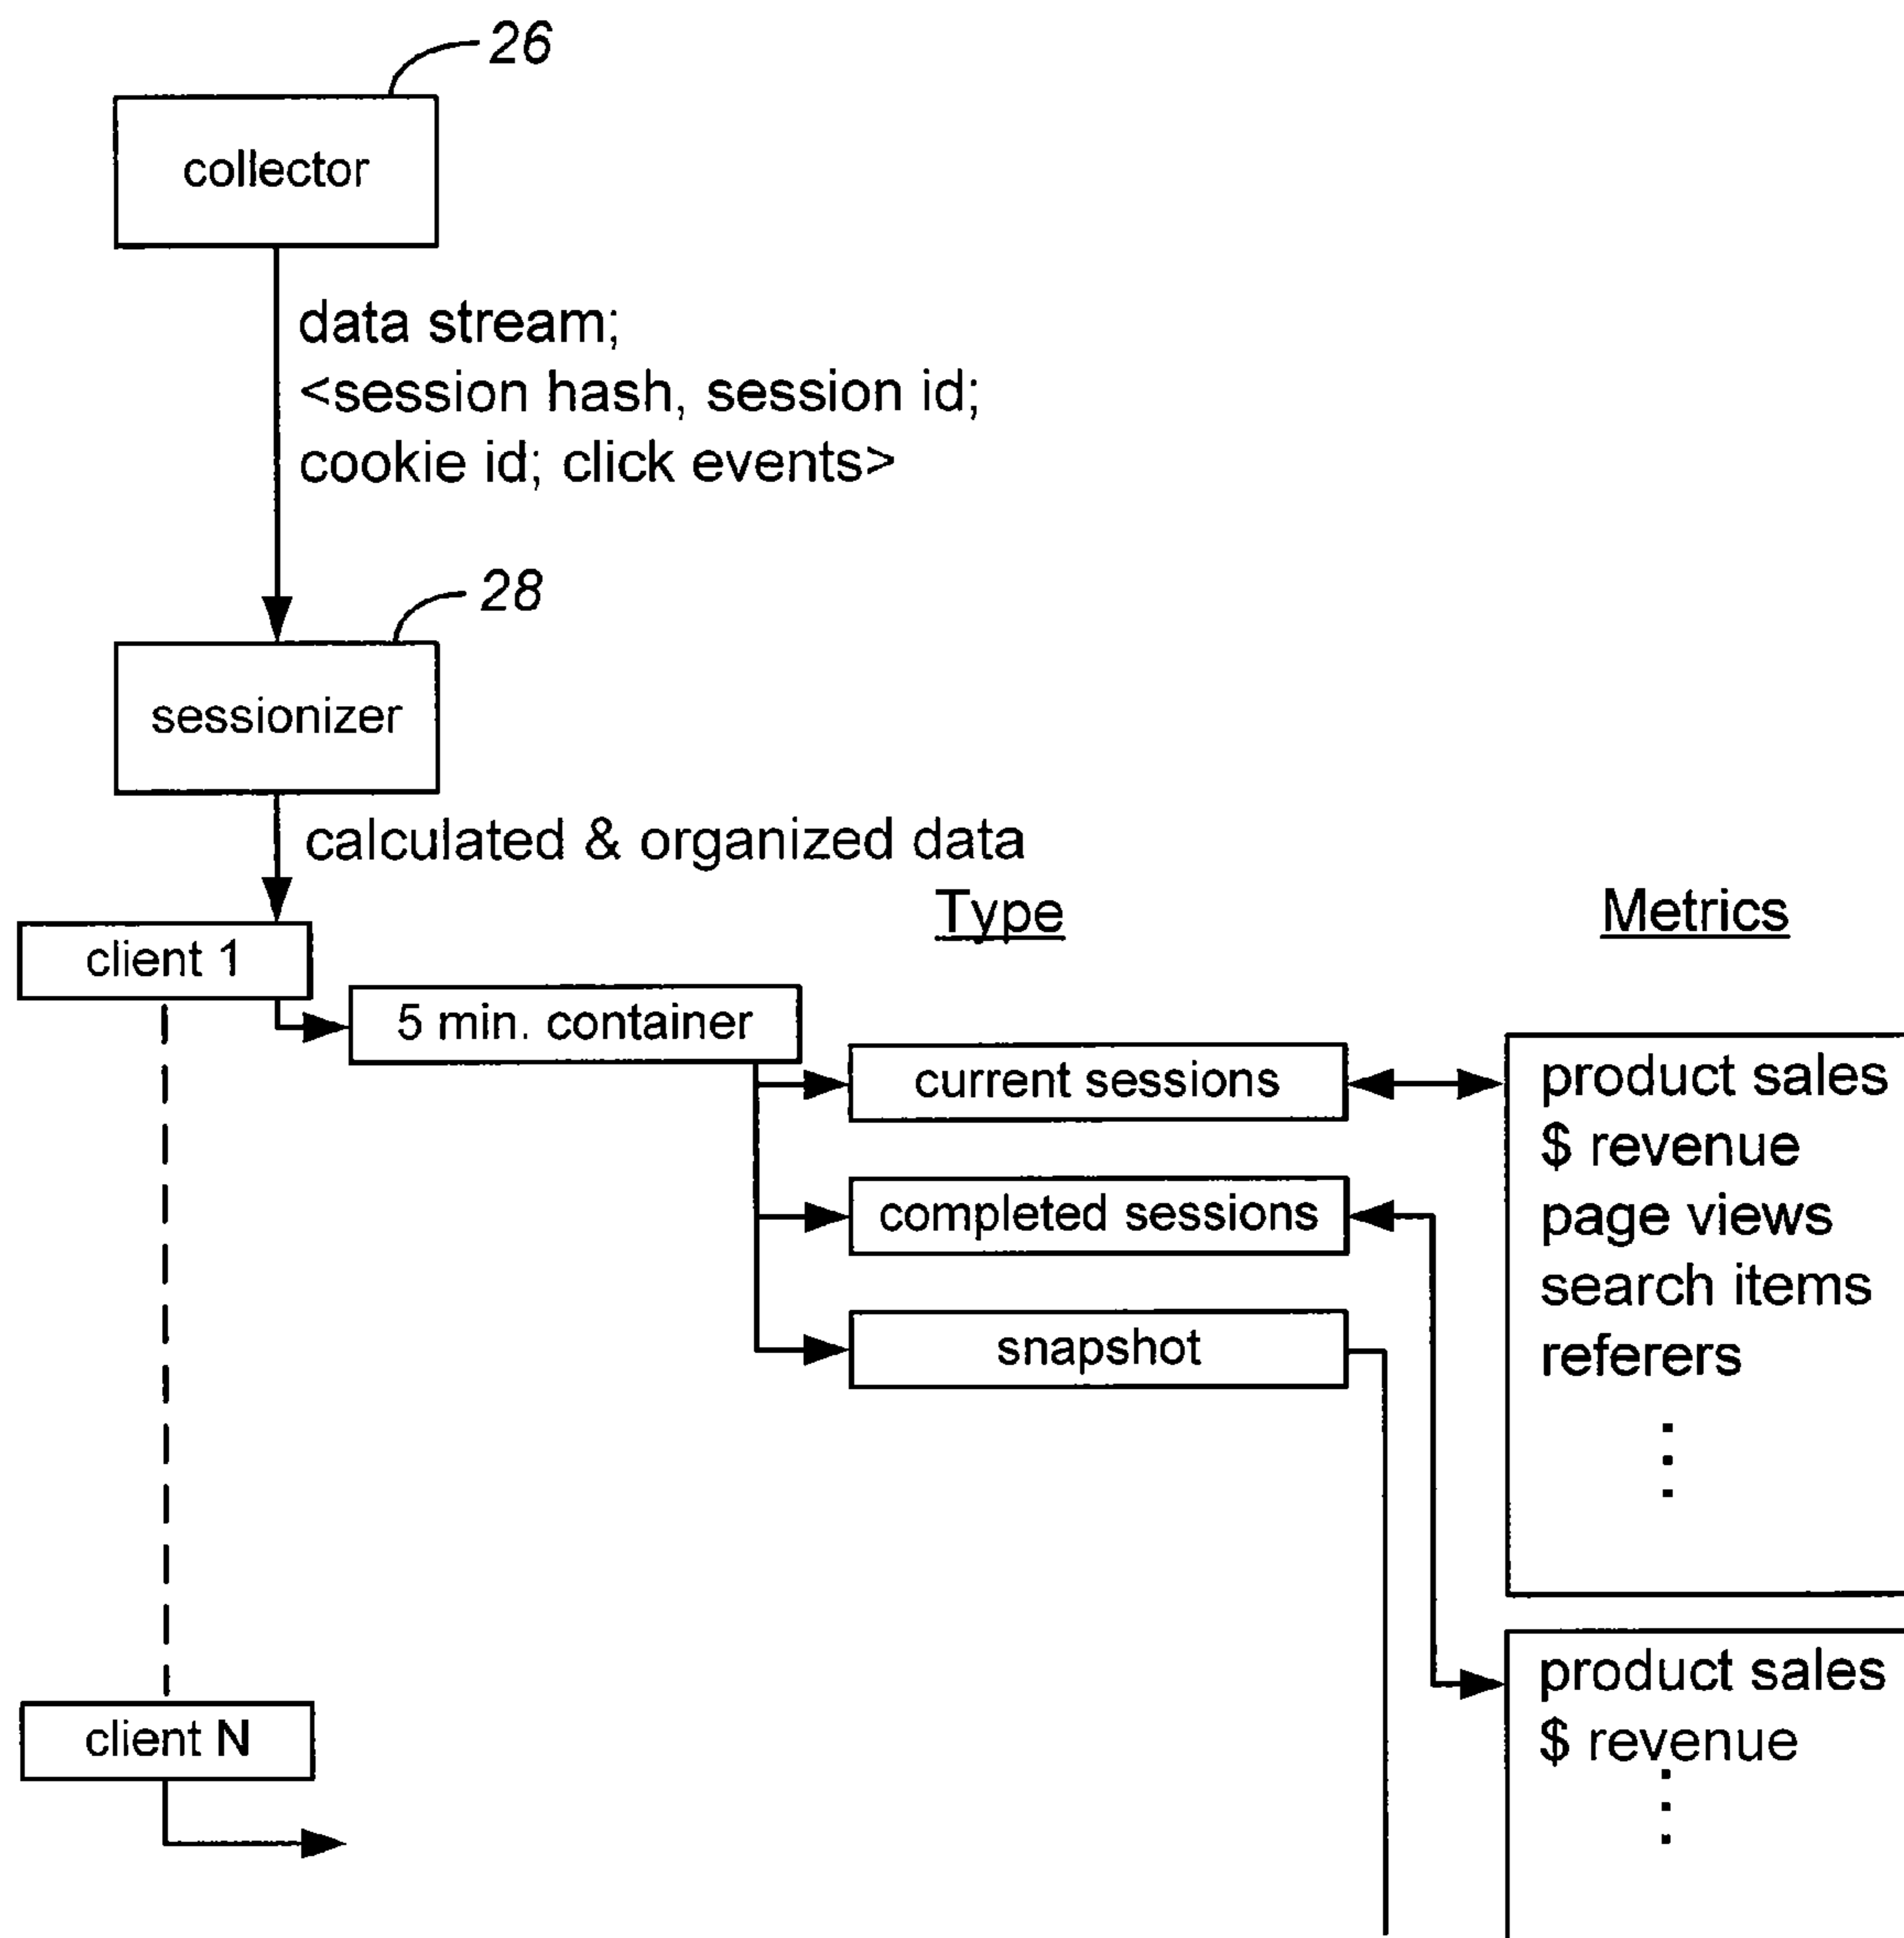 26
collector
data stream;
<session hash, session id;
cookie id; click events>
28
sessionizer
calculated & organized data
Type
Metrics
client 1
5 min. container
current sessions
completed sessions
snapshot
product sales
$ revenue
page views
search items
referers
product sales
$ revenue
client N